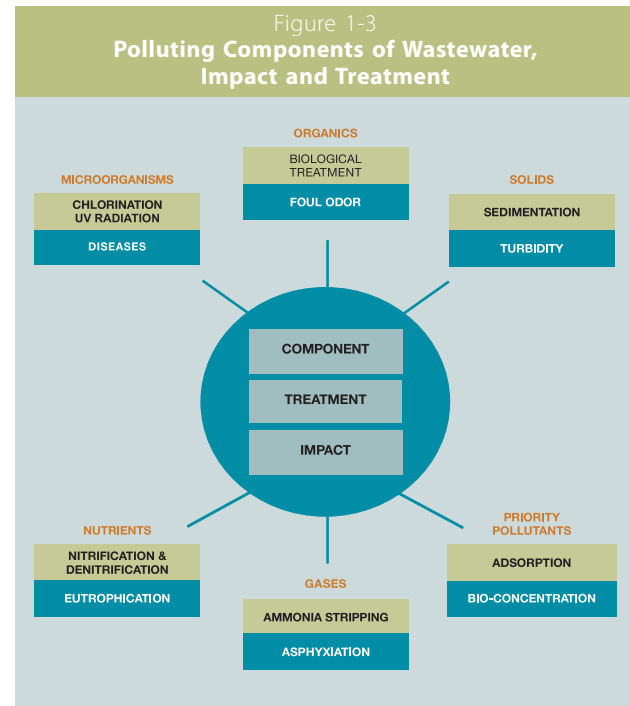 Figure 1-3
Polluting Components of Wastewater,
Impact and Treatment
ORGANICS
BIOLOGICAL
TREATMENT
FOUL ODOR
MICROORGANISMS
CHLORINATION
UV RADIATION
DISEASES
SOLIDS
SEDIMENTATION
TURBIDITY
COMPONENT
TREATMENT
IMPACT
NUTRIENTS
NITRIFICATION &
DENITRIFICATION
EUTROPHICATION
GASES
AMMONIA STRIPPING
ASPHYXIATION
PRIORITY
POLLUTANTS
ADSORPTION
BIO-CONCENTRATION